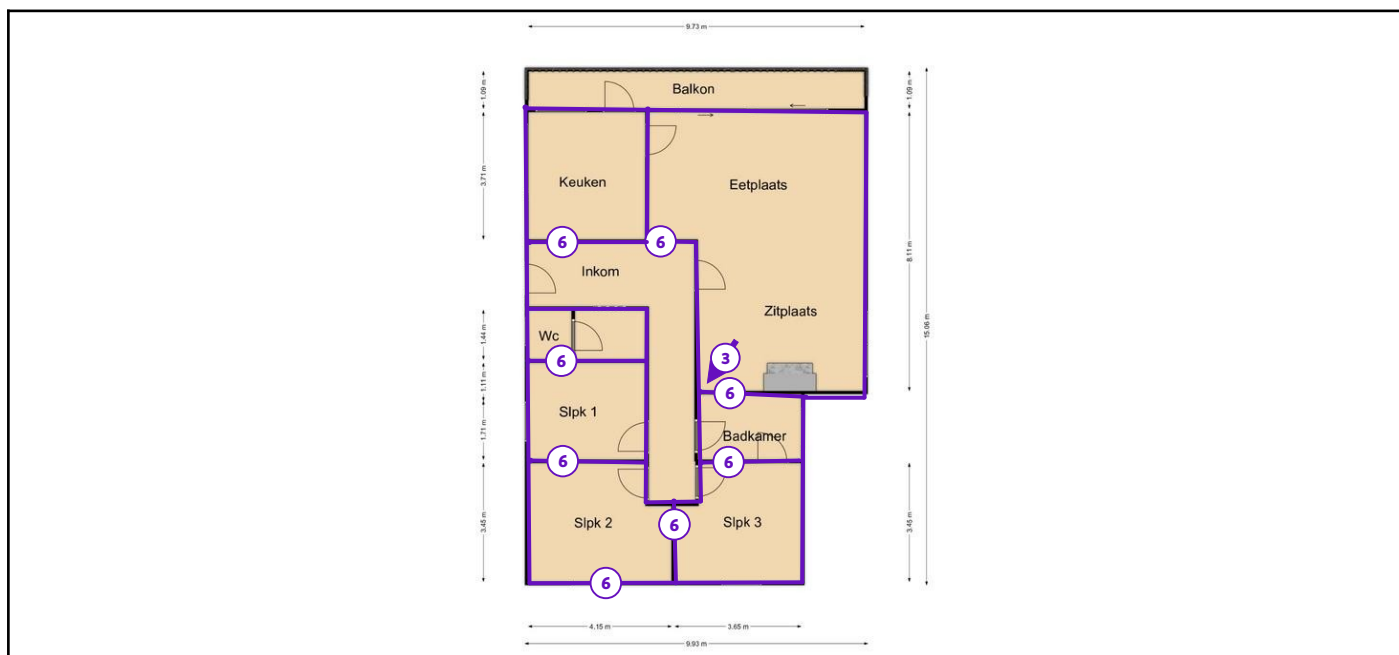 9.73 m
Balkon
1.09 m
1.09 m
Keuken
Eetplaats
3.71 m
6
6
Inkom
8.11 m
Zitplaats
15.06 m
Wc
1.44 m
3
6
1.11 m
6
Slpk 1
Badkamer
1.71 m
6
6
Slpk 2
6
Slpk 3
3.45 m
3.45 m
6
4.15 m
3.65 m
9.93 m